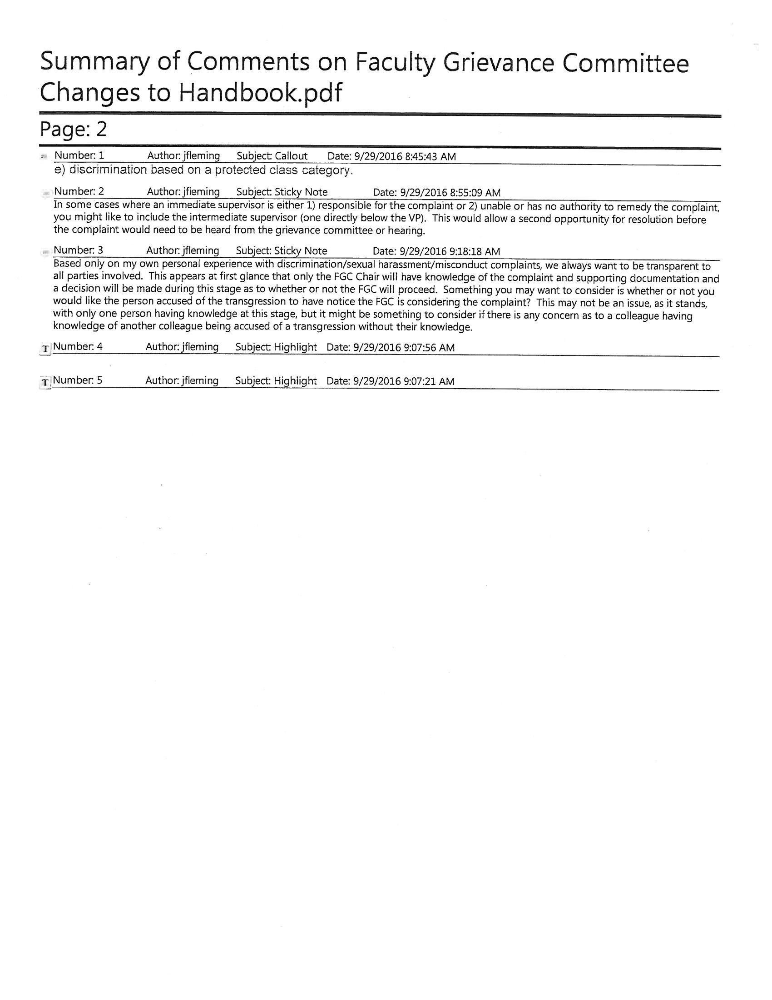 Summary of Comments on Faculty Grievance Committee
Changes to Handbook.pdf
Page: 2
Number: 1 Author: jfleming Subject: Callout Date: 9/29/2016 8:45:43 AM
e) discrimination based on a protected class category.
Number: 2 Author: jfleming Subject: Sticky Note Date: 9/29/2016 8:55:09 AM
In some cases where an immediate supervisor is either 1) responsible for the complaint or 2) unable or has no authority to remedy the complaint,
you might like to include the intermediate supervisor (one directly below the VP). This would allow a second opportunity for resolution before
the complaint would need to be heard from the grievance committee or hearing.
Number: 3 Author: jfleming Subject: Sticky Note Date: 9/29/2016 9:18:18 AM
Based only on my own personal experience with discrimination/sexual harassment/misconduct complaints, we always want to be transparent to
all parties involved. This appears at first glance that only the FGC Chair will have knowledge of the complaint and supporting documentation and
a decision will be made during this stage as to whether or not the FGC will proceed. Something you may want to consider is whether or not you
would like the person accused of the transgression to have notice the FGC is considering the complaint? This may not be an issue, as it stands,
with only one person having knowledge at this stage, but it might be something to consider if there is any concern as to a colleague having
knowledge of another colleague being accused of a transgression without their knowledge.
T Number: 4 Author: jfleming Subject: Highlight Date: 9/29/2016 9:07:56 AM
T Number: 5 Author: jfleming Subject: Highlight Date: 9/29/2016 9:07:21 AM